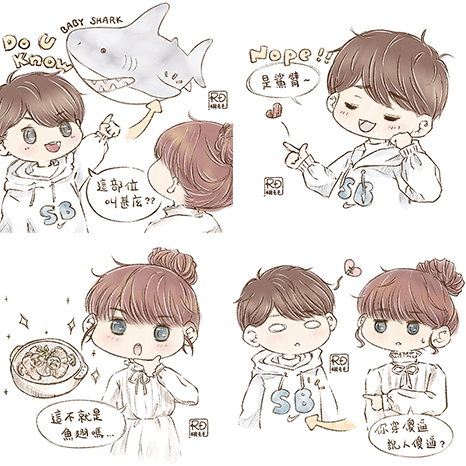 Do U
Know
BABY SHARK
這部位
叫甚麼??
SB
Nope!!
是鯊臂~
SB
這不就是
魚翅嗎...
SB
你穿傻逼
說人傻逼?